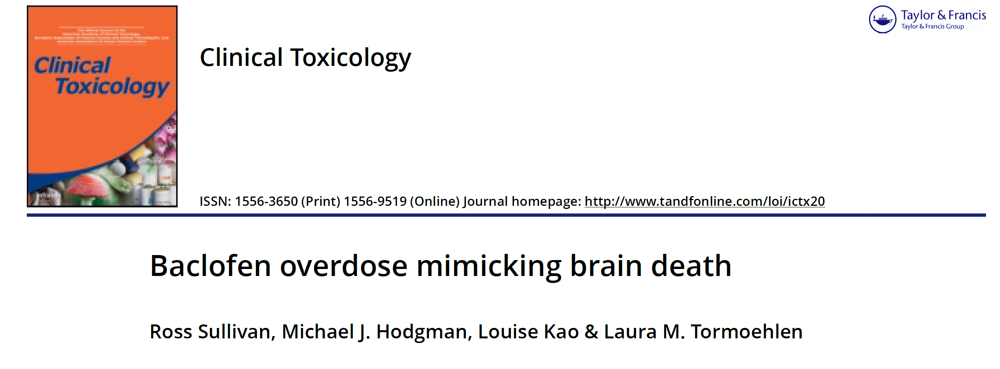 Taylor & Francis
Taylor & Francis Group
Clinical
Toxicology
Clinical Toxicology
ISSN: 1556-3650 (Print) 1556-9519 (Online) Journal homepage: http://www.tandfonline.com/loi/ictx20
Baclofen overdose mimicking brain death
Ross Sullivan, Michael J. Hodgman, Louise Kao & Laura M. Tormoehlen